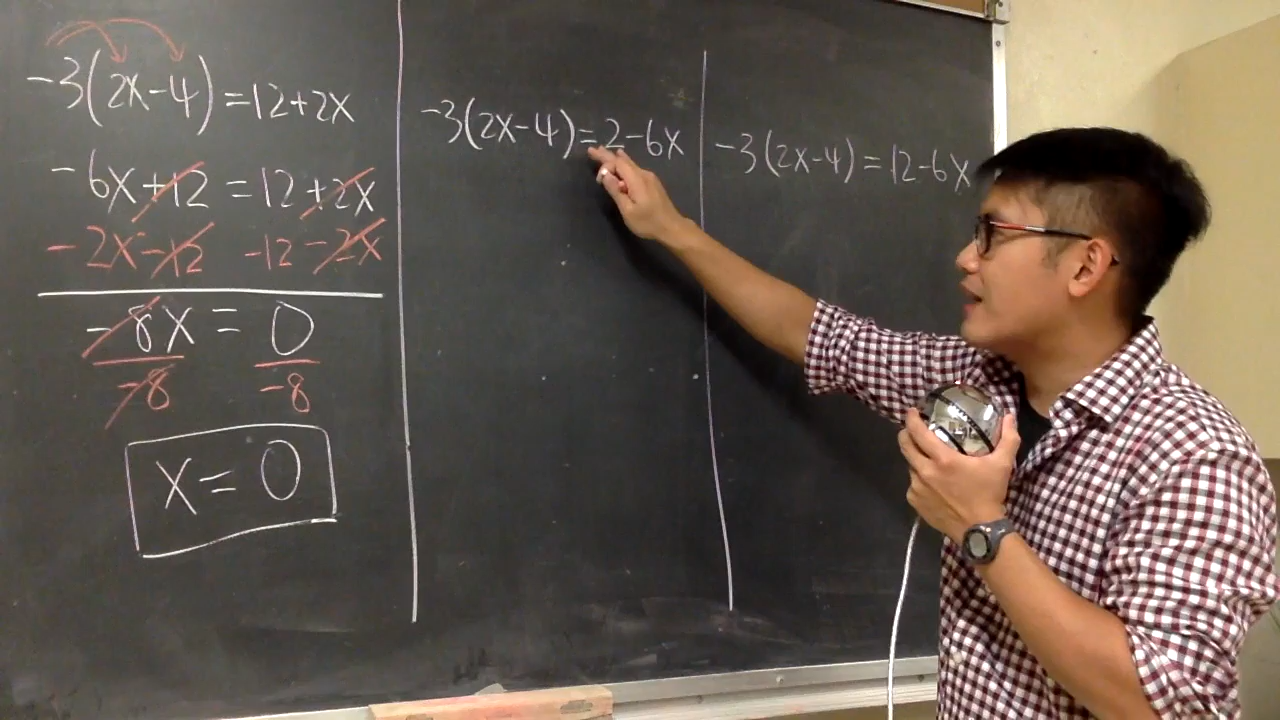 -3(2x-4)=12+2x
-6x+12=12+2x
-2x-12 -12-2x
-8x=0
-8 -8
x=0
-3(2x-4)=2-6x
-3(2x-4)=12-6x